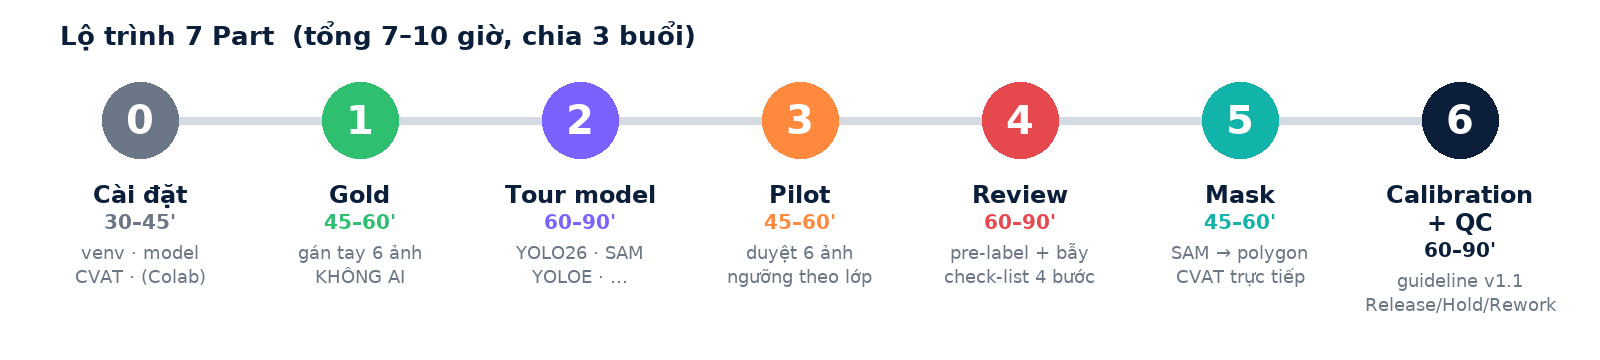 Lộ trình 7 Part  (tổng 7–10 giờ, chia 3 buổi)
0
Cài đặt
30–45'
venv · model
CVAT · (Colab)
1
Gold
45–60'
gán tay 6 ảnh
KHÔNG AI
2
Tour model
60–90'
YOLO26 · SAM
YOLOE · …
3
Pilot
45–60'
duyệt 6 ảnh
ngưỡng theo lớp
4
Review
60–90'
pre-label + bẫy
check-list 4 bước
5
Mask
45–60'
SAM → polygon
CVAT trực tiếp
6
Calibration
+ QC
60–90'
guideline v1.1
Release/Hold/Rework